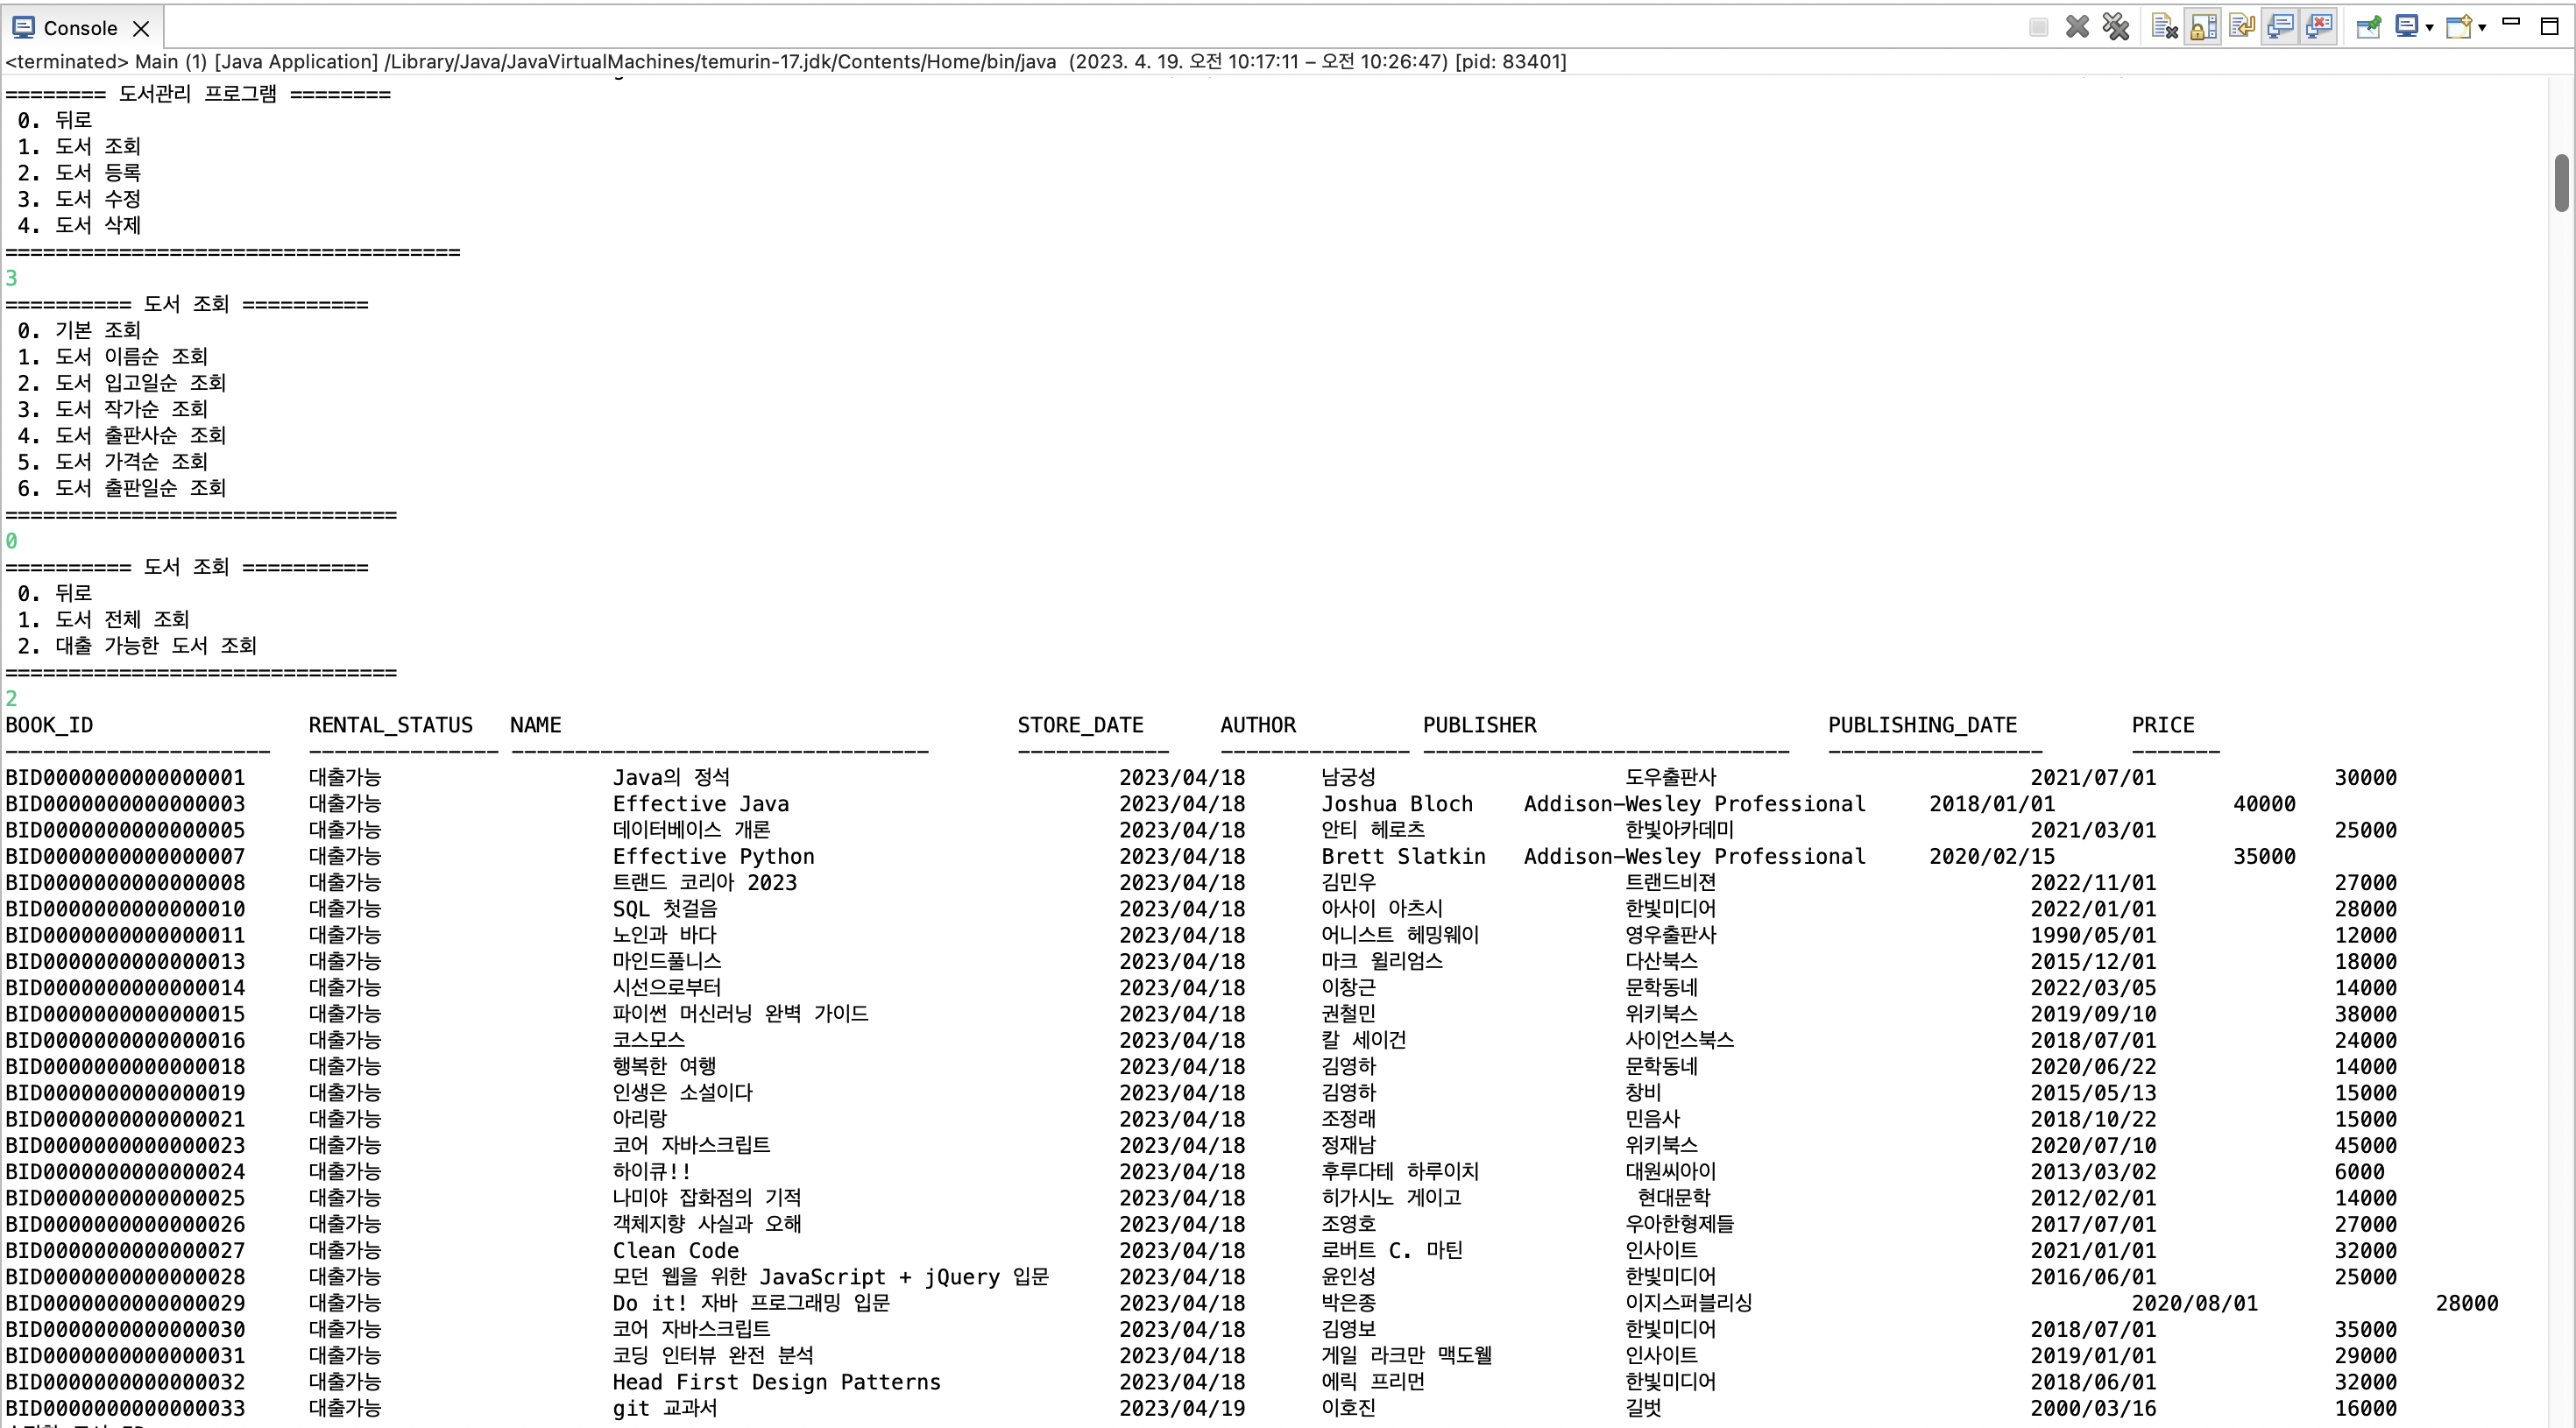 Console
<terminated> Main (1) [Java Application] /Library/Java/JavaVirtualMachines/temurin-17.jdk/Contents/Home/bin/java (2023. 4. 19. 오전 10:17:11 – 오전 10:26:47) [pid: 83401]
======== 도서관리 프로그램 ========
0. 뒤로
1. 도서 조회
2. 도서 등록
3. 도서 수정
4. 도서 삭제
====================================
3
========== 도서 조회 ==========
0. 기본 조회
1. 도서 이름순 조회
2. 도서 입고일순 조회
3. 도서 작가순 조회
4. 도서 출판사순 조회
5. 도서 가격순 조회
6. 도서 출판일순 조회
===============================
0
========== 도서 조회 ==========
0. 뒤로
1. 도서 전체 조회
2. 대출 가능한 도서 조회
===============================
2
BOOK_ID RENTAL_STATUS NAME STORE_DATE AUTHOR PUBLISHER PUBLISHING_DATE PRICE
--------------------- --------------- --------------------------------- ------------ --------------- ----------------------------- ----------------- -------
BID0000000000000001 대출가능 Java의 정석 2023/04/18 남궁성 도우출판사 2021/07/01 30000
BID0000000000000003 대출가능 Effective Java 2023/04/18 Joshua Bloch Addison-Wesley Professional 2018/01/01 40000
BID0000000000000005 대출가능 데이터베이스 개론 2023/04/18 안티 헤로츠 한빛아카데미 2021/03/01 25000
BID0000000000000007 대출가능 Effective Python 2023/04/18 Brett Slatkin Addison-Wesley Professional 2020/02/15 35000
BID0000000000000008 대출가능 트랜드 코리아 2023 2023/04/18 김민우 트랜드비젼 2022/11/01 27000
BID0000000000000010 대출가능 SQL 첫걸음 2023/04/18 아사이 아츠시 한빛미디어 2022/01/01 28000
BID0000000000000011 대출가능 노인과 바다 2023/04/18 어니스트 헤밍웨이 영우출판사 1990/05/01 12000
BID0000000000000013 대출가능 마인드풀니스 2023/04/18 마크 윌리엄스 다산북스 2015/12/01 18000
BID0000000000000014 대출가능 시선으로부터 2023/04/18 이창근 문학동네 2022/03/05 14000
BID0000000000000015 대출가능 파이썬 머신러닝 완벽 가이드 2023/04/18 권철민 위키북스 2019/09/10 38000
BID0000000000000016 대출가능 코스모스 2023/04/18 칼 세이건 사이언스북스 2018/07/01 24000
BID0000000000000018 대출가능 행복한 여행 2023/04/18 김영하 문학동네 2020/06/22 14000
BID0000000000000019 대출가능 인생은 소설이다 2023/04/18 김영하 창비 2015/05/13 15000
BID0000000000000021 대출가능 아리랑 2023/04/18 조정래 민음사 2018/10/22 15000
BID0000000000000023 대출가능 코어 자바스크립트 2023/04/18 정재남 위키북스 2020/07/10 45000
BID0000000000000024 대출가능 하이큐!! 2023/04/18 후루다테 하루이치 대원씨아이 2013/03/02 6000
BID0000000000000025 대출가능 나미야 잡화점의 기적 2023/04/18 히가시노 게이고 현대문학 2012/02/01 14000
BID0000000000000026 대출가능 객체지향 사실과 오해 2023/04/18 조영호 우아한형제들 2017/07/01 27000
BID0000000000000027 대출가능 Clean Code 2023/04/18 로버트 C. 마틴 인사이트 2021/01/01 32000
BID0000000000000028 대출가능 모던 웹을 위한 JavaScript + jQuery 입문 2023/04/18 윤인성 한빛미디어 2016/06/01 25000
BID0000000000000029 대출가능 Do it! 자바 프로그래밍 입문 2023/04/18 박은종 이지스퍼블리싱 2020/08/01 28000
BID0000000000000030 대출가능 코어 자바스크립트 2023/04/18 김영보 한빛미디어 2018/07/01 35000
BID0000000000000031 대출가능 코딩 인터뷰 완전 분석 2023/04/18 게일 라크만 맥도웰 인사이트 2019/01/01 29000
BID0000000000000032 대출가능 Head First Design Patterns 2023/04/18 에릭 프리먼 한빛미디어 2018/06/01 32000
BID0000000000000033 대출가능 git 교과서 2023/04/19 이호진 길벗 2000/03/16 16000